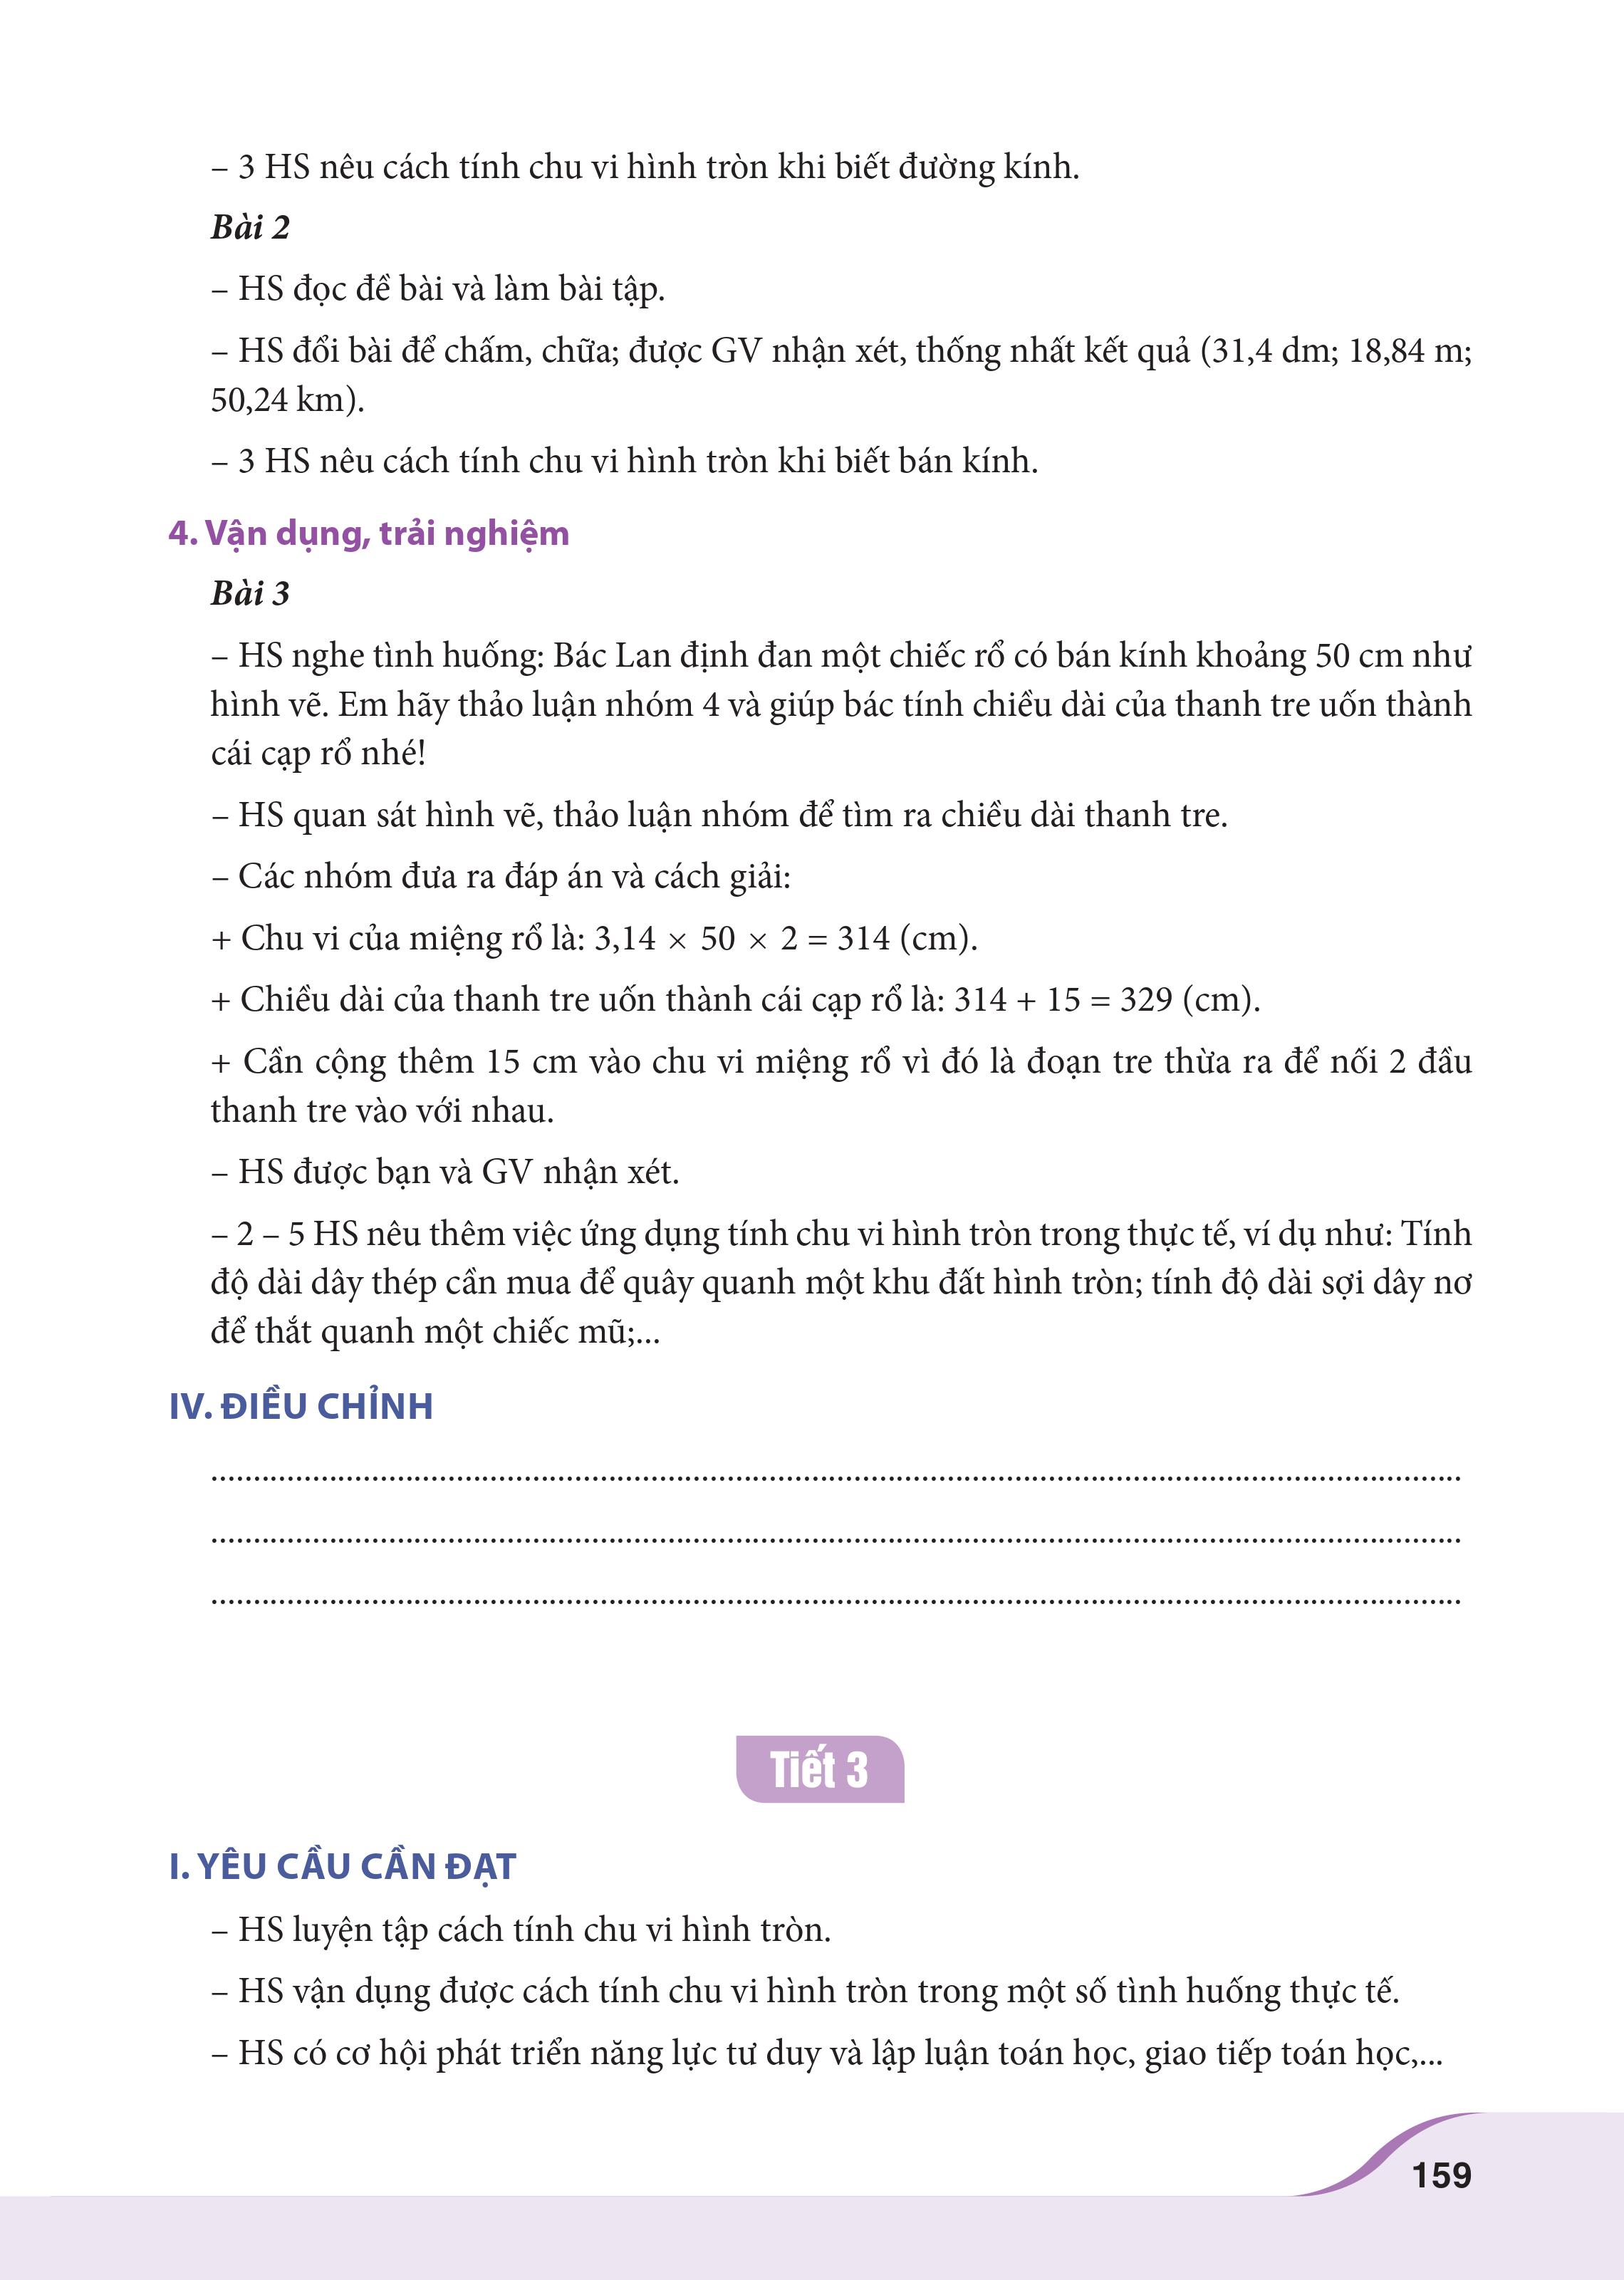 – 3 HS nêu cách tính chu vi hình tròn khi biết đường kính.
Bài 2
– HS đọc đề bài và làm bài tập.
– HS đổi bài để chấm, chữa; được GV nhận xét, thống nhất kết quả (31,4 dm; 18,84 m;
50,24 km).
– 3 HS nêu cách tính chu vi hình tròn khi biết bán kính.
4. Vận dụng, trải nghiệm
Bài 3
– HS nghe tình huống: Bác Lan định đan một chiếc rổ có bán kính khoảng 50 cm như
hình vẽ. Em hãy thảo luận nhóm 4 và giúp bác tính chiều dài của thanh tre uốn thành
cái cạp rổ nhé!
– HS quan sát hình vẽ, thảo luận nhóm để tìm ra chiều dài thanh tre.
– Các nhóm đưa ra đáp án và cách giải:
+ Chu vi của miệng rổ là: 3,14 × 50 × 2 = 314 (cm).
+ Chiều dài của thanh tre uốn thành cái cạp rổ là: 314 + 15 = 329 (cm).
+ Cần cộng thêm 15 cm vào chu vi miệng rổ vì đó là đoạn tre thừa ra để nối 2 đầu
thanh tre vào với nhau.
– HS được bạn và GV nhận xét.
– 2 – 5 HS nêu thêm việc ứng dụng tính chu vi hình tròn trong thực tế, ví dụ như: Tính
độ dài dây thép cần mua để quây quanh một khu đất hình tròn; tính độ dài sợi dây nơ
để thắt quanh một chiếc mũ;...
IV. ĐIỀU CHỈNH
Tiết 3
I. YÊU CẦU CẦN ĐẠT
– HS luyện tập cách tính chu vi hình tròn.
– HS vận dụng được cách tính chu vi hình tròn trong một số tình huống thực tế.
– HS có cơ hội phát triển năng lực tư duy và lập luận toán học, giao tiếp toán học,...
159